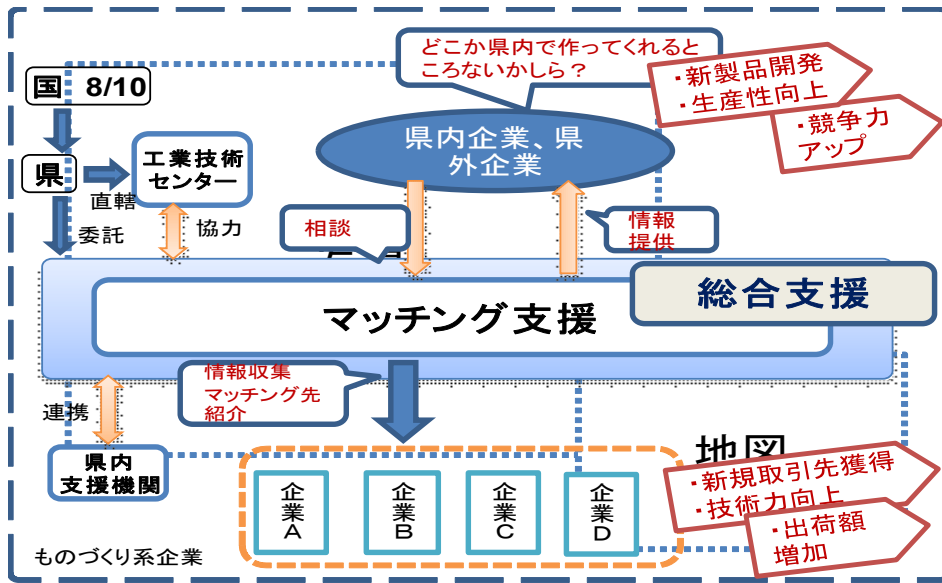 どこか県内で作ってくれると
ころないかしら？
・新製品開発
・生産性向上
・競争力
アップ
国 8/10
県
工業技術
センター
直轄
委託
協力
県内企業、県
外企業
相談
情報
提供
総合支援
マッチング支援
情報収集
マッチング先
紹介
連携
県内
支援機関
地図
・新規取引先獲得
・技術力向上
・出荷額
増加
企業A
企業B
企業C
企業D
ものづくり系企業